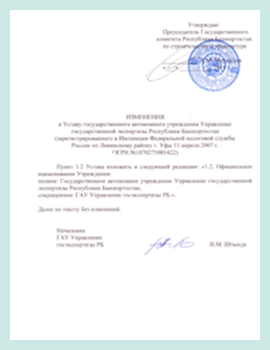 Утверждаю
Председатель Государственного
комитета Республики Башкортостан
по строительству и архитектуре
ИЗМЕНЕНИЯ
к Уставу государственного автономного учреждения Управление
государственной экспертизы Республики Башкортостан
(зарегистрированного в Инспекции Федеральной налоговой службы
России по Ленинскому району г. Уфы 11 апреля 2007 г.
ОГРН №1070274001422)
Пункт 1.2 Устава изложить в следующей редакции: «1.2. Официальное
наименование Учреждения
полное: Государственное автономное учреждение Управление государственной
экспертизы Республики Башкортостан;
сокращенное: ГАУ Управление госэкспертизы РБ.».
Далее по тексту без изменений.
Начальник
ГАУ Управление
госэкспертизы РБ
И.М.